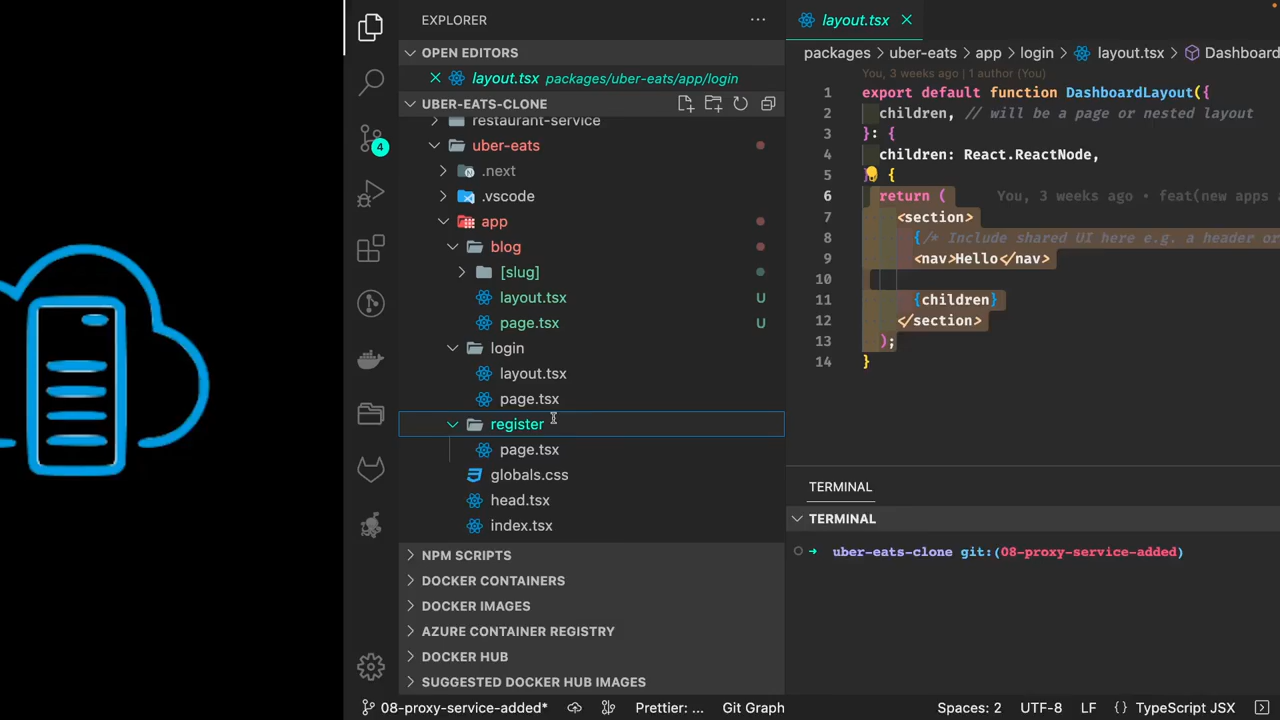 EXPLORER
OPEN EDITORS
layout.tsx packages/uber-eats/app/login
UBER-EATS-CLONE
restaurant-service
uber-eats
.next
.vscode
app
blog
[slug]
layout.tsx U
page.tsx U
login
layout.tsx
page.tsx
register
page.tsx
globals.css
head.tsx
index.tsx
NPM SCRIPTS
DOCKER CONTAINERS
DOCKER IMAGES
AZURE CONTAINER REGISTRY
DOCKER HUB
SUGGESTED DOCKER HUB IMAGES
4
layout.tsx
packages > uber-eats > app > login > layout.tsx > Dashboard
You, 3 weeks ago | 1 author (You)
1 export default function DashboardLayout({
2 children, // will be a page or nested layout
3 }: {
4 children: React.ReactNode,
5 }) {
6 return ( You, 3 weeks ago • feat(new apps a
7 <section>
8 {/* Include shared UI here e.g. a header or
9 <nav>Hello</nav>
10
11 {children}
12 </section>
13 );
14 }
TERMINAL
TERMINAL
uber-eats-clone git:(08-proxy-service-added)
08-proxy-service-added* Prettier: ... Git Graph Spaces: 2 UTF-8 LF {} TypeScript JSX